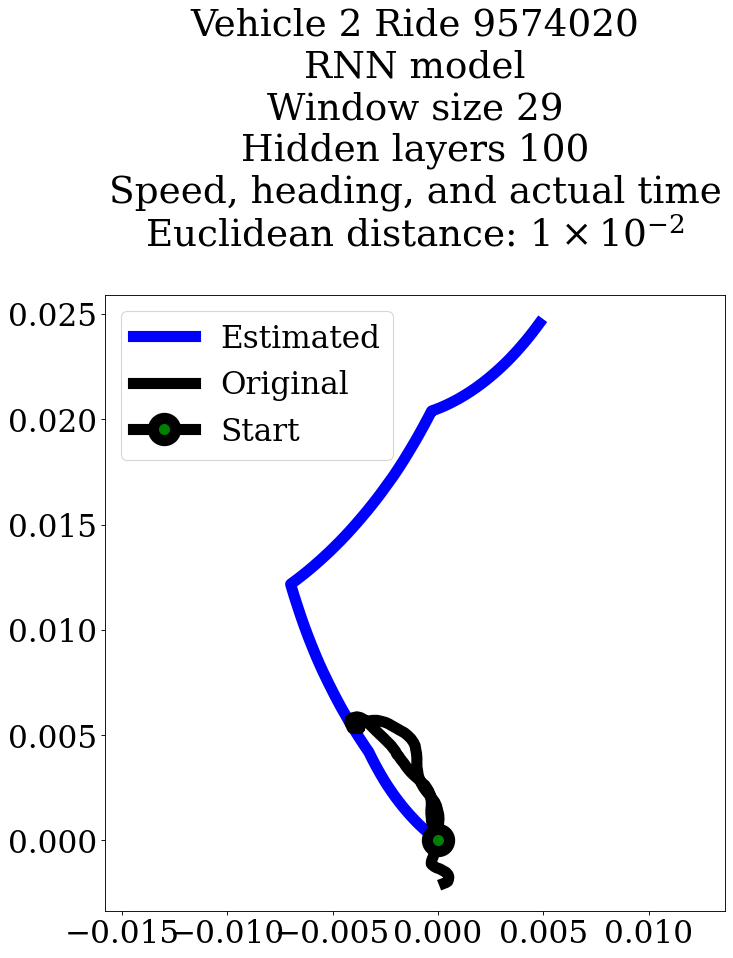 Vehicle 2 Ride 9574020
RNN model
Window size 29
Hidden layers 100
Speed, heading, and actual time
Euclidean distance: 1 × 10⁻²
Estimated
Original
Start
0.025
0.020
0.015
0.010
0.005
0.000
−0.015 −0.010 −0.005 0.000 0.005 0.010